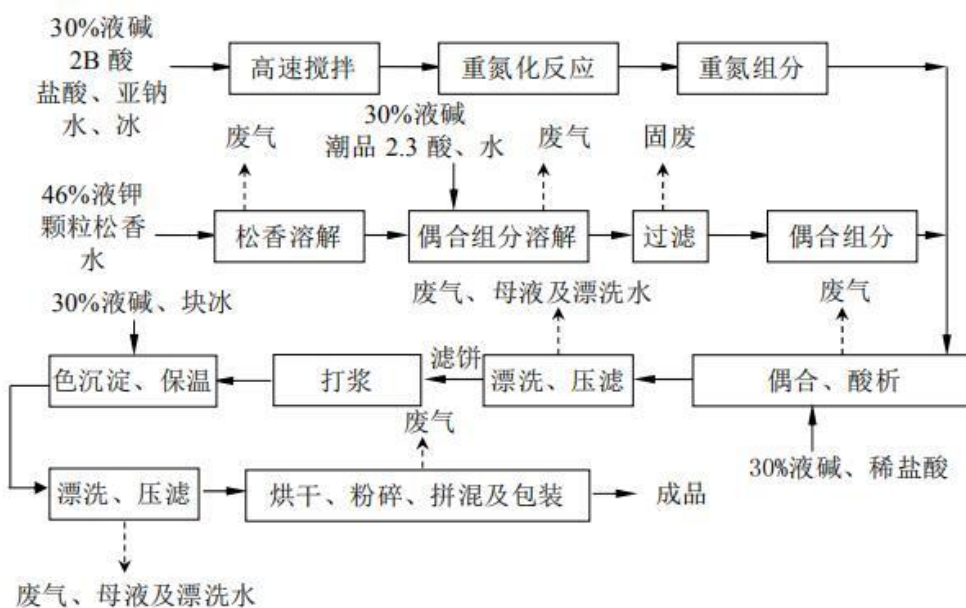 30%液碱
2B 酸
盐酸、亚钠
水、冰
高速搅拌
重氮化反应
重氮组分
废气
30%液碱
潮品 2.3 酸、水
废气
固废
46%液钾
颗粒松香
水
松香溶解
偶合组分溶解
过滤
偶合组分
废气、母液及漂洗水
废气
30%液碱、块冰
色沉淀、保温
打浆
滤饼
漂洗、压滤
偶合、酸析
废气
30%液碱、稀盐酸
漂洗、压滤
烘干、粉碎、拼混及包装
成品
废气、母液及漂洗水